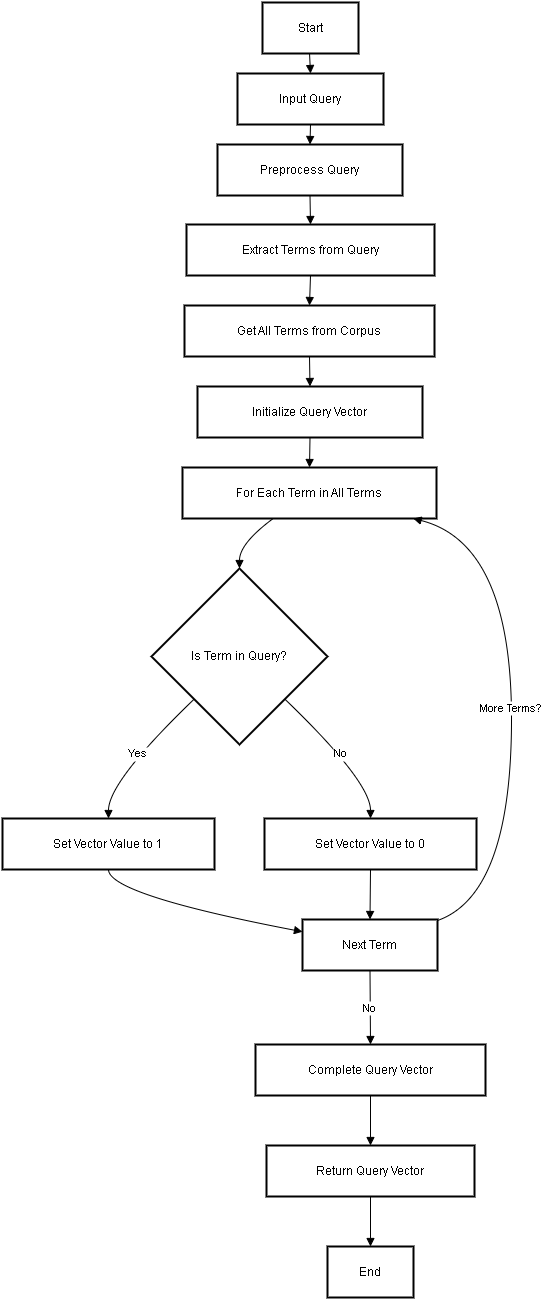 Start
Input Query
Preprocess Query
Extract Terms from Query
Get All Terms from Corpus
Initialize Query Vector
For Each Term in All Terms
Is Term in Query?
More Terms?
Yes
No
Set Vector Value to 1
Set Vector Value to 0
Next Term
No
Complete Query Vector
Return Query Vector
End